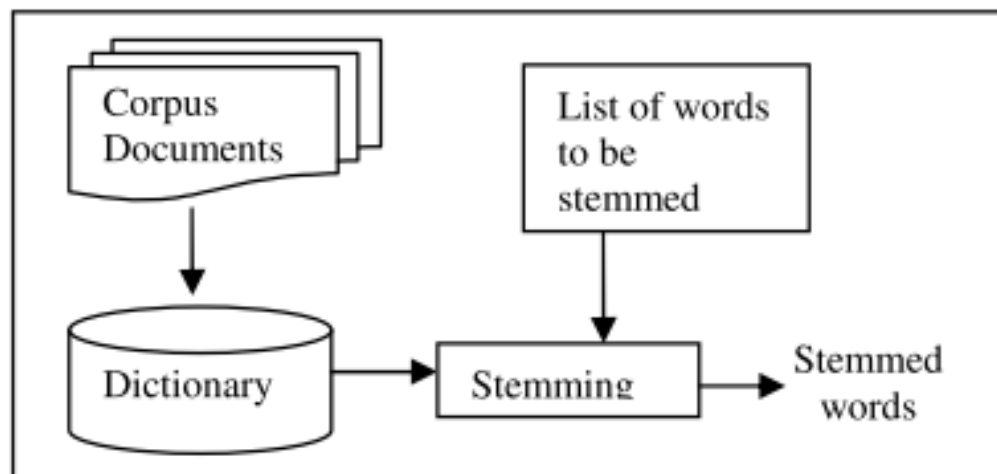 Corpus
Documents
List of words
to be
stemmed
Dictionary
Stemming
Stemmed
words